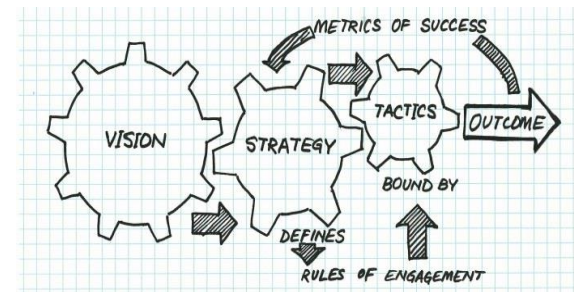 METRICS OF SUCCESS
VISION
STRATEGY
TACTICS
OUTCOME
BOUND BY
DEFINES
RULES OF ENGAGEMENT